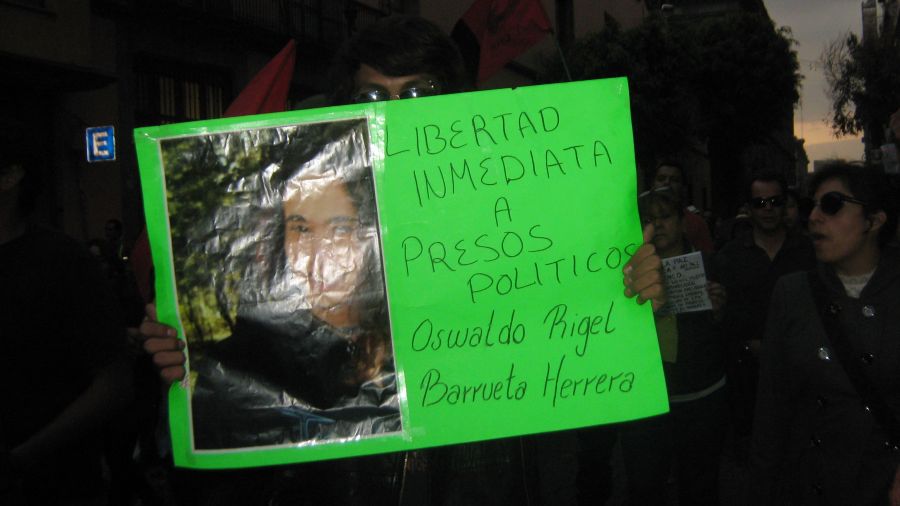 E
LIBERTAD
INMEDIATA
A
PRESOS
POLITICOS
Oswaldo Rigel
Barrueta Herrera